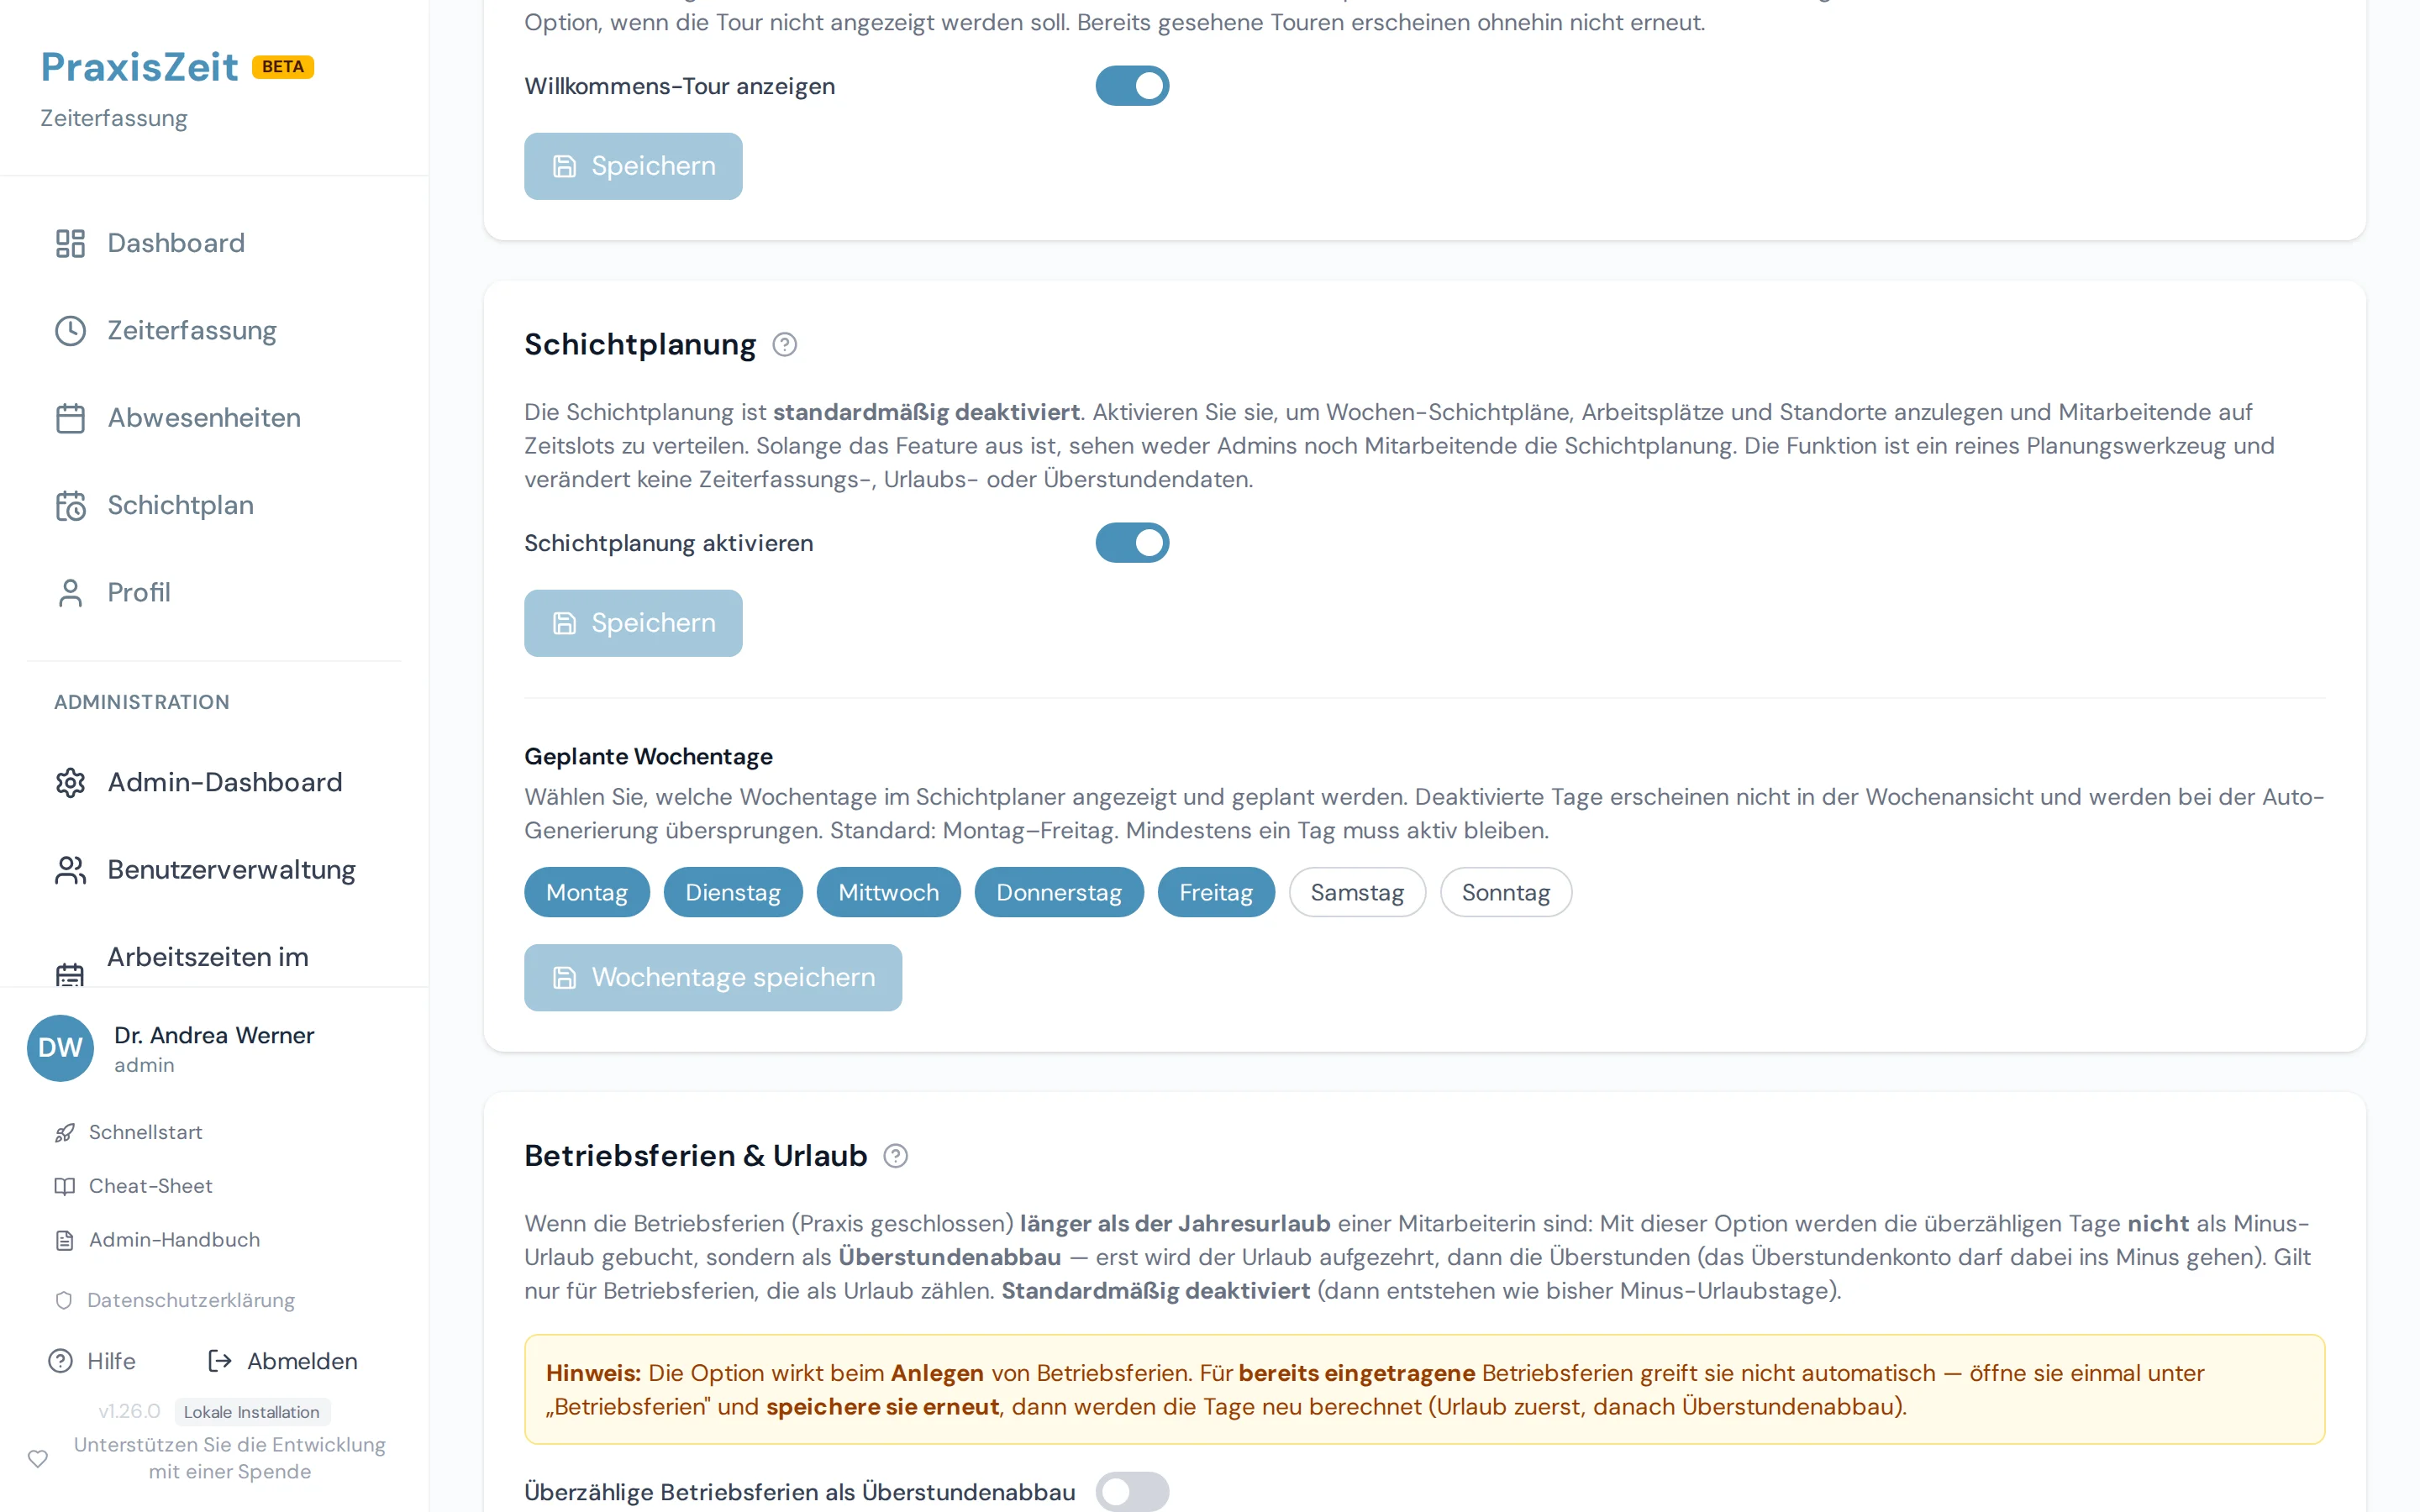 PraxisZeit BETA
Zeiterfassung
Dashboard
Zeiterfassung
Abwesenheiten
Schichtplan
Profil
ADMINISTRATION
Admin-Dashboard
Benutzerverwaltung
Arbeitszeiten im
DW
Dr. Andrea Werner
admin
Schnellstart
Cheat-Sheet
Admin-Handbuch
Datenschutzerklärung
Hilfe
Abmelden
v1.26.0 Lokale Installation
Unterstützen Sie die Entwicklung
mit einer Spende
Option, wenn die Tour nicht angezeigt werden soll. Bereits gesehene Touren erscheinen ohnehin nicht erneut.
Willkommens-Tour anzeigen
Speichern
Schichtplanung
Die Schichtplanung ist standardmäßig deaktiviert. Aktivieren Sie sie, um Wochen-Schichtpläne, Arbeitsplätze und Standorte anzulegen und Mitarbeitende auf
Zeitslots zu verteilen. Solange das Feature aus ist, sehen weder Admins noch Mitarbeitende die Schichtplanung. Die Funktion ist ein reines Planungswerkzeug und
verändert keine Zeiterfassungs-, Urlaubs- oder Überstundendaten.
Schichtplanung aktivieren
Speichern
Geplante Wochentage
Wählen Sie, welche Wochentage im Schichtplaner angezeigt und geplant werden. Deaktivierte Tage erscheinen nicht in der Wochenansicht und werden bei der Auto-
Generierung übersprungen. Standard: Montag–Freitag. Mindestens ein Tag muss aktiv bleiben.
Montag Dienstag Mittwoch Donnerstag Freitag Samstag Sonntag
Wochentage speichern
Betriebsferien & Urlaub
Wenn die Betriebsferien (Praxis geschlossen) länger als der Jahresurlaub einer Mitarbeiterin sind: Mit dieser Option werden die überzähligen Tage nicht als Minus-
Urlaub gebucht, sondern als Überstundenabbau — erst wird der Urlaub aufgezehrt, dann die Überstunden (das Überstundenkonto darf dabei ins Minus gehen). Gilt
nur für Betriebsferien, die als Urlaub zählen. Standardmäßig deaktiviert (dann entstehen wie bisher Minus-Urlaubstage).
Hinweis: Die Option wirkt beim Anlegen von Betriebsferien. Für bereits eingetragene Betriebsferien greift sie nicht automatisch — öffne sie einmal unter
„Betriebsferien" und speichere sie erneut, dann werden die Tage neu berechnet (Urlaub zuerst, danach Überstundenabbau).
Überzählige Betriebsferien als Überstundenabbau